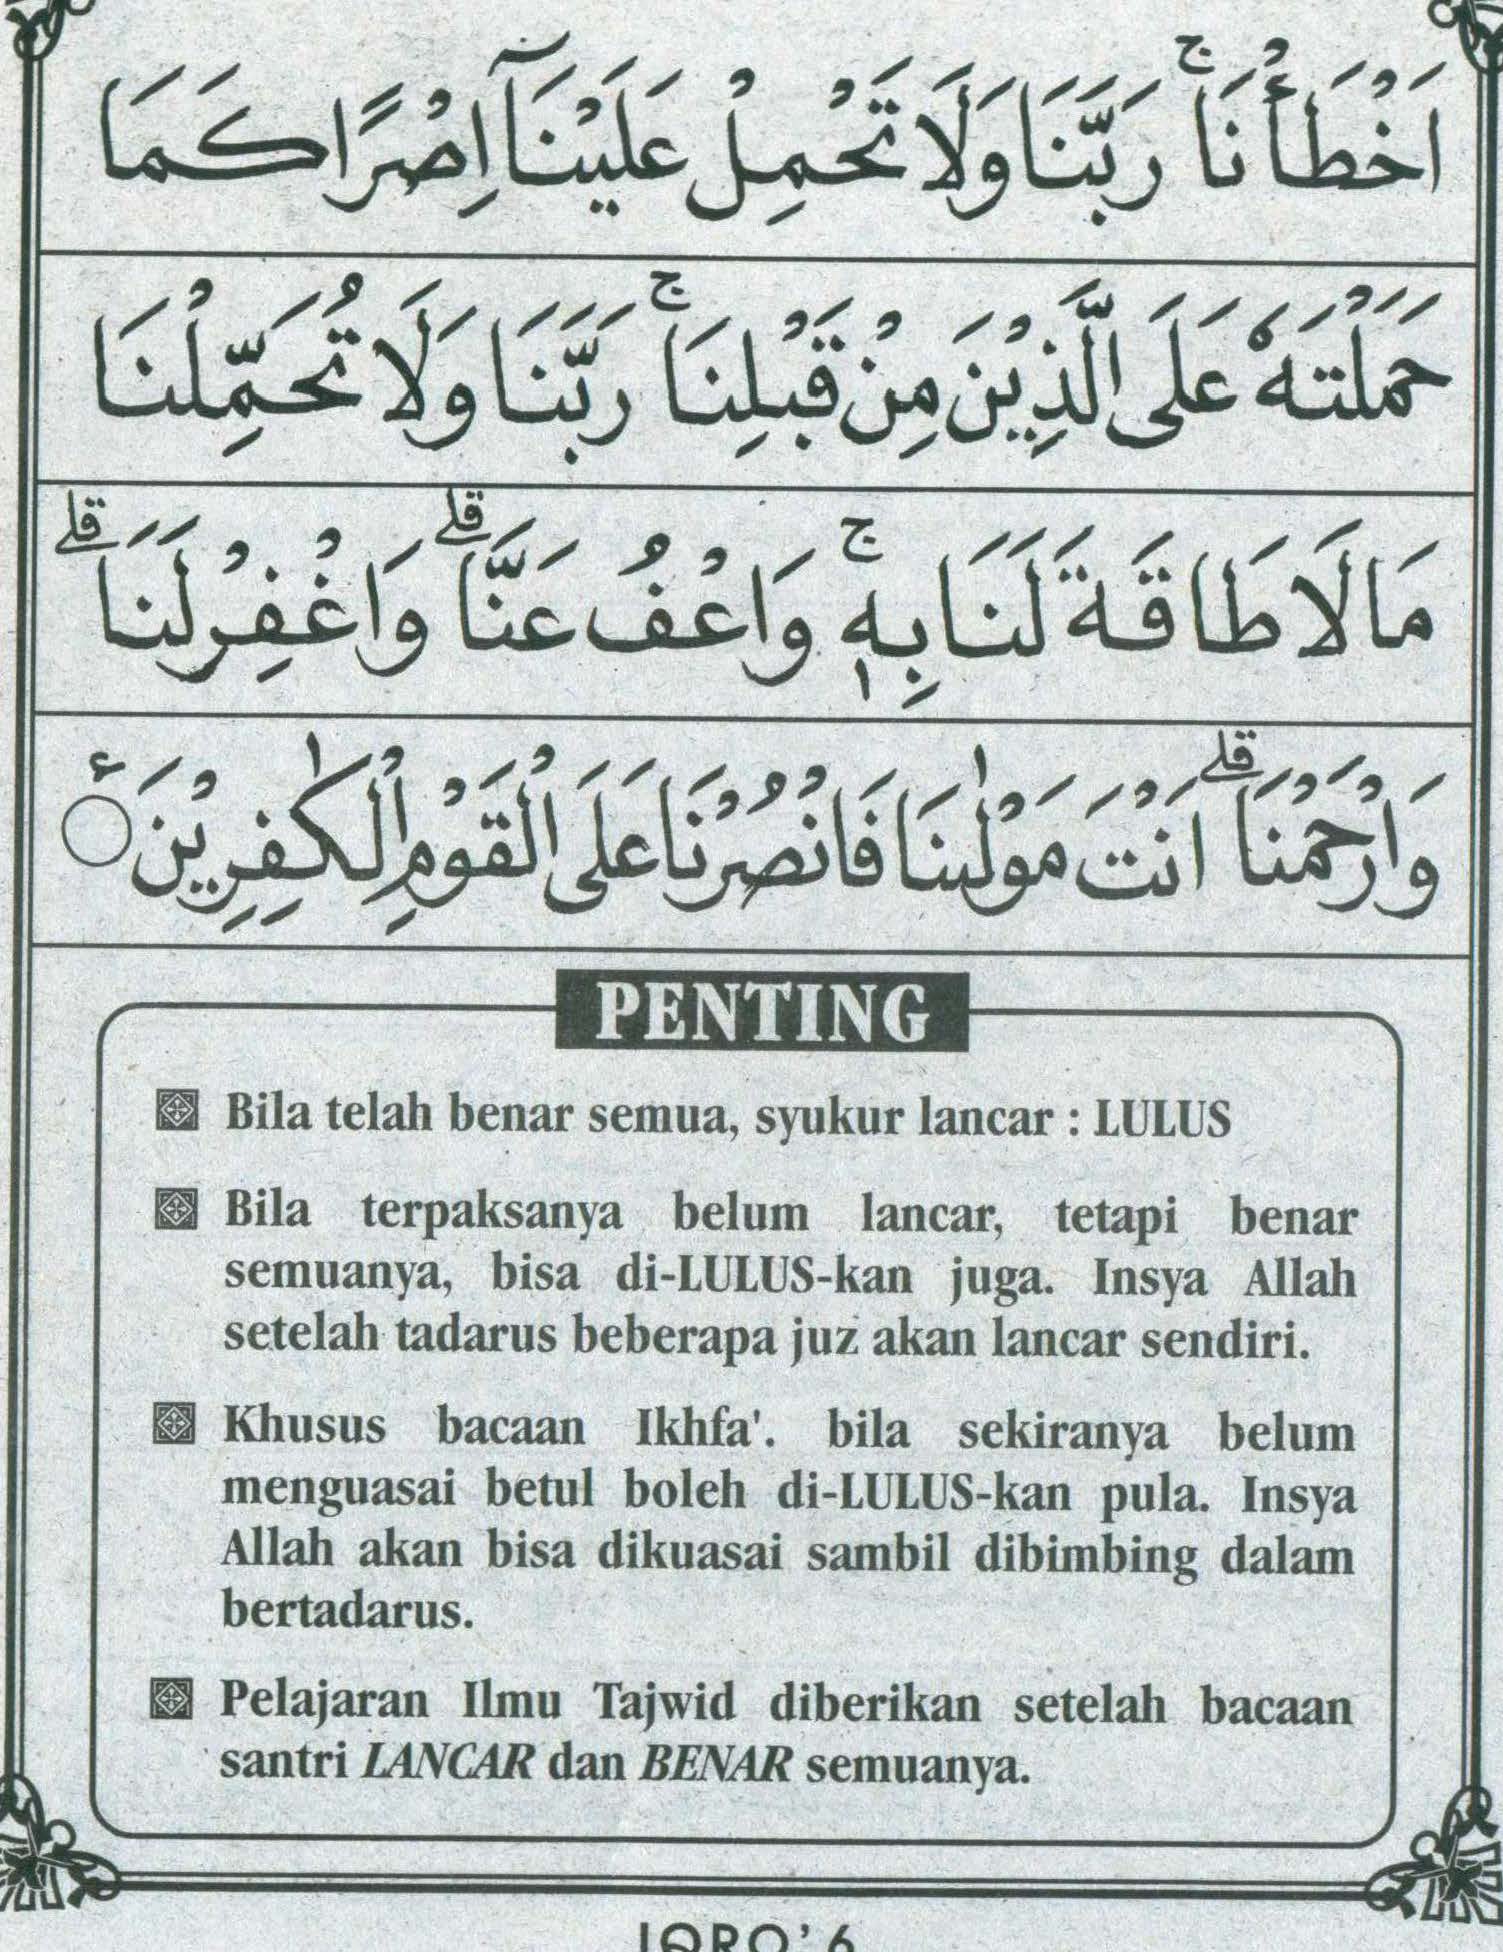 اَخْطَأْنَاۚ رَبَّنَا وَلَا تَحْمِلْ عَلَيْنَآ اِصْرًا كَمَا
حَمَلْتَهٗ عَلَى الَّذِيْنَ مِنْ قَبْلِنَاۚ رَبَّنَا وَلَا تُحَمِّلْنَا
مَا لَا طَاقَةَ لَنَا بِهٖۚ وَاعْفُ عَنَّاۗ وَاغْفِرْ لَنَاۗ
وَارْحَمْنَاۗ اَنْتَ مَوْلٰىنَا فَانْصُرْنَا عَلَى الْقَوْمِ الْكٰفِرِيْنَ ۝ ع
PENTING
Bila telah benar semua, syukur lancar : LULUS
Bila terpaksanya belum lancar, tetapi benar
semuanya, bisa di-LULUS-kan juga. Insya Allah
setelah tadarus beberapa juz akan lancar sendiri.
Khusus bacaan Ikhfa'. bila sekiranya belum
menguasai betul boleh di-LULUS-kan pula. Insya
Allah akan bisa dikuasai sambil dibimbing dalam
bertadarus.
Pelajaran Ilmu Tajwid diberikan setelah bacaan
santri LANCAR dan BENAR semuanya.
IQRO' 6